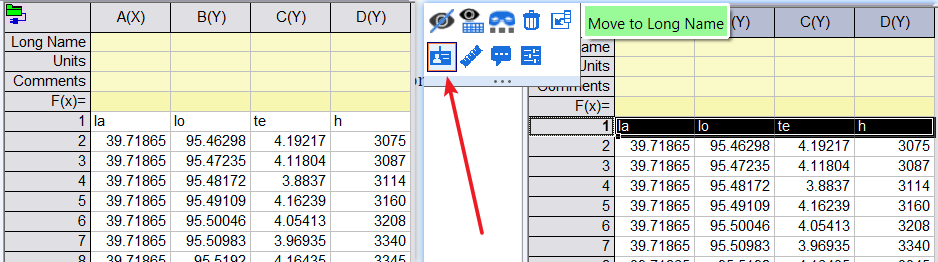 A(X) B(Y) C(Y) D(Y)
Long Name
Units
Comments
F(x)=
1 la lo te h
2 39.71865 95.46298 4.19217 3075
3 39.71865 95.47235 4.11804 3087
4 39.71865 95.48172 3.8837 3114
5 39.71865 95.49109 4.16239 3160
6 39.71865 95.50046 4.05413 3208
7 39.71865 95.50983 3.96935 3340
8 39.71865 95.5192 4.16435 3345
Move to Long Name
(Y) C(Y) D(Y)
ame
Units
Comments
F(x)=
1 la lo te h
2 39.71865 95.46298 4.19217 3075
3 39.71865 95.47235 4.11804 3087
4 39.71865 95.48172 3.8837 3114
5 39.71865 95.49109 4.16239 3160
6 39.71865 95.50046 4.05413 3208
7 39.71865 95.50983 3.96935 3340